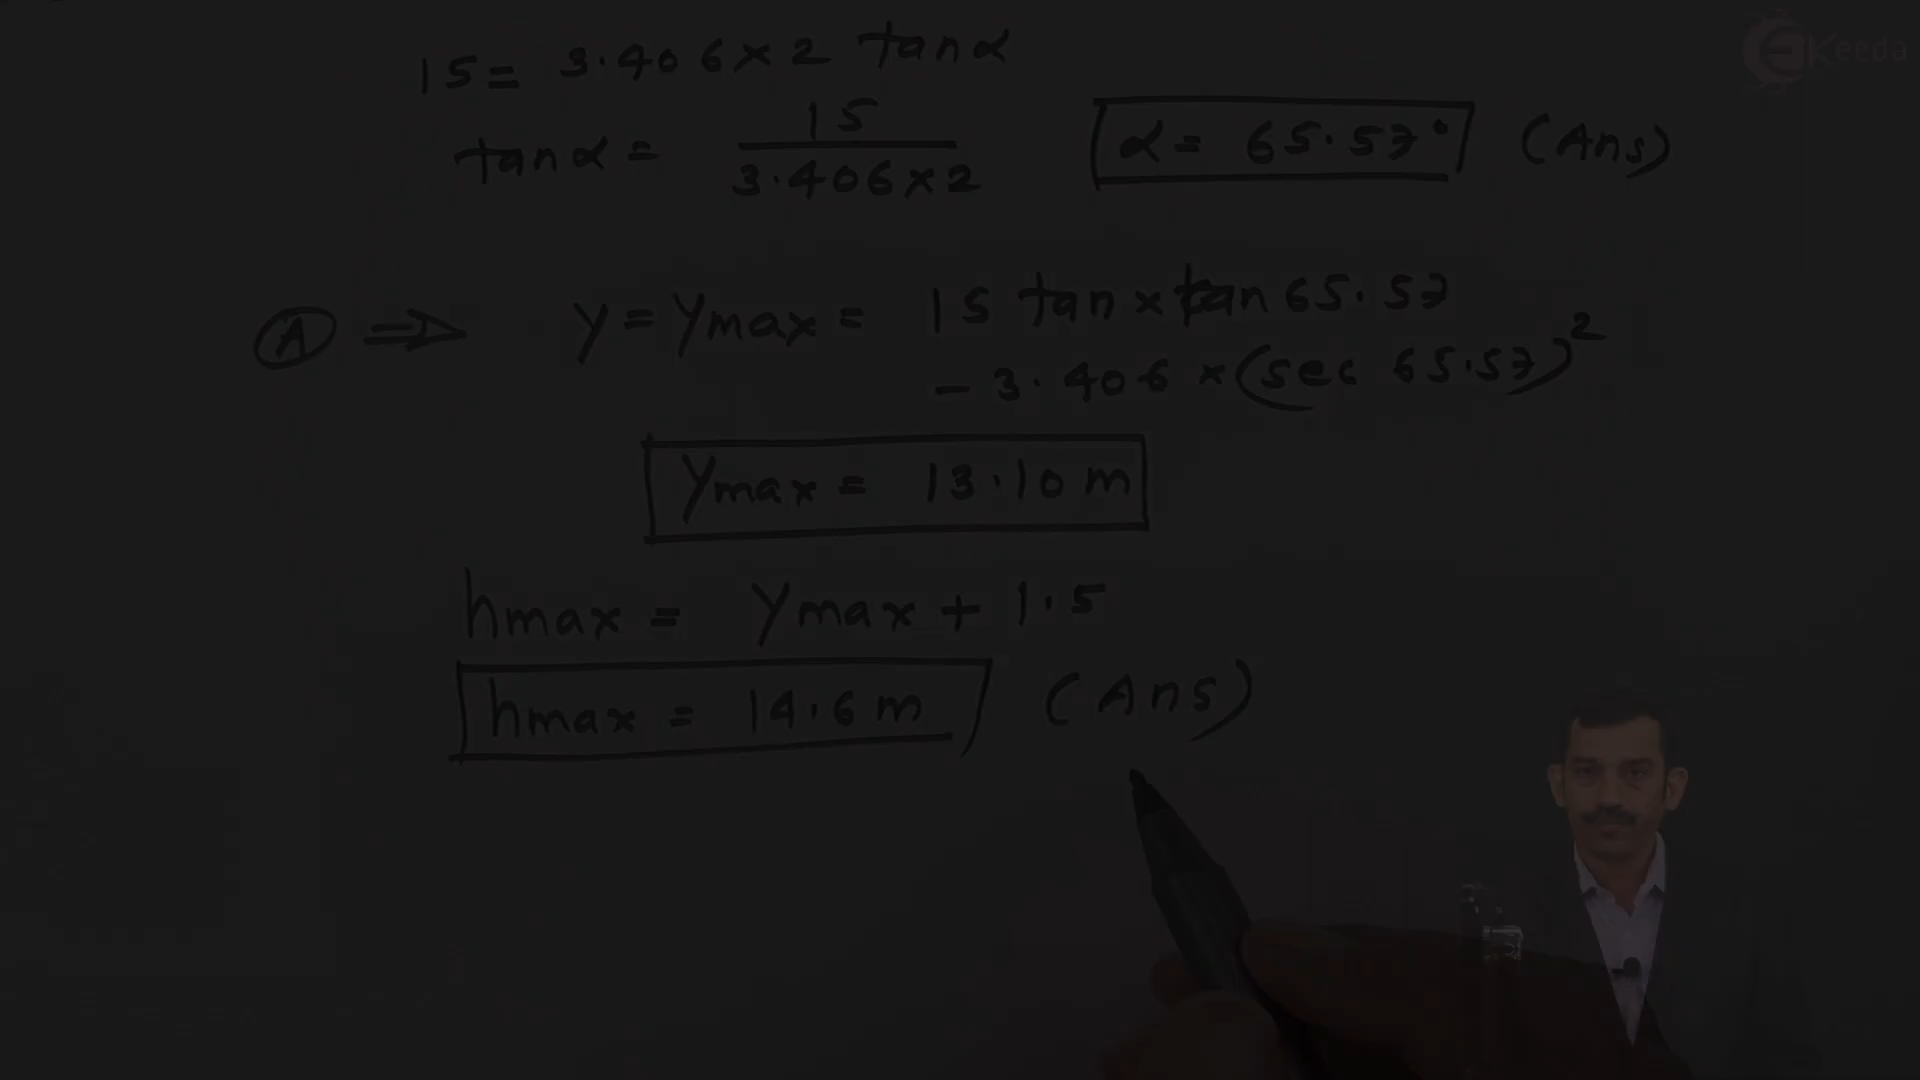 Ekeeda
15 = 3.406 × 2 tan α
tan α = 15 / 3.406 × 2
α = 65.57° (Ans)
A ⇒ y = ymax = 15 tan × tan 65.57
- 3.406 × (sec 65.57)²
Ymax = 13.10 m
hmax = Ymax + 1.5
hmax = 14.6 m (Ans)